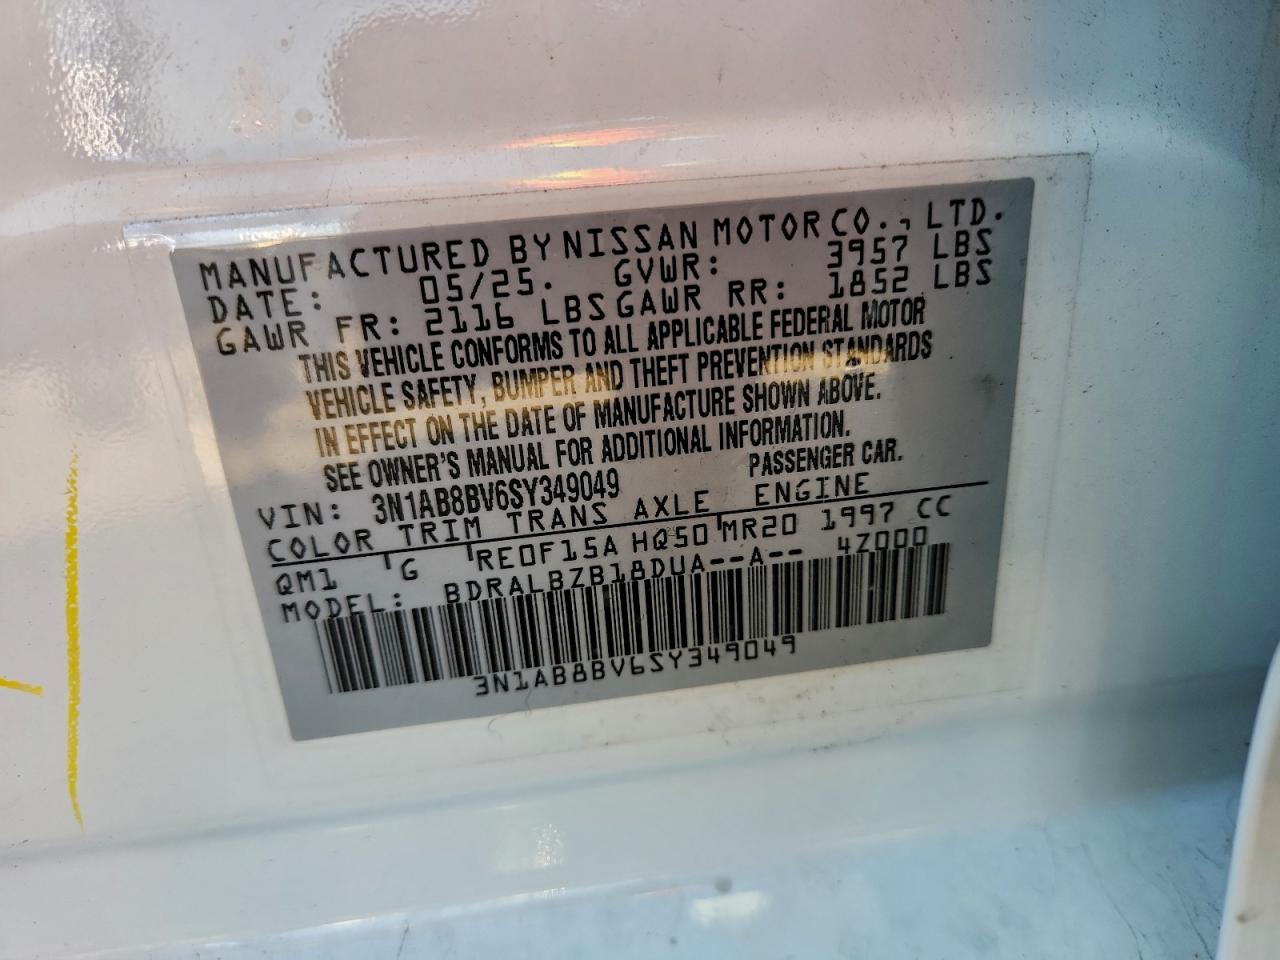 MANUFACTURED BY NISSAN MOTOR CO., LTD.
DATE: 05/25. GVWR: 3957 LBS
GAWR FR: 2116 LBS GAWR RR: 1852 LBS
THIS VEHICLE CONFORMS TO ALL APPLICABLE FEDERAL MOTOR
VEHICLE SAFETY, BUMPER AND THEFT PREVENTION STANDARDS
IN EFFECT ON THE DATE OF MANUFACTURE SHOWN ABOVE.
SEE OWNER'S MANUAL FOR ADDITIONAL INFORMATION.
VIN: 3N1AB8BV6SY349049 PASSENGER CAR.
COLOR TRIM TRANS AXLE ENGINE
QM1 G RE0F15A HQ50 MR20 1997 CC
MODEL: BDRALBZB18DUA--A-- 4Z000
3N1AB8BV6SY349049